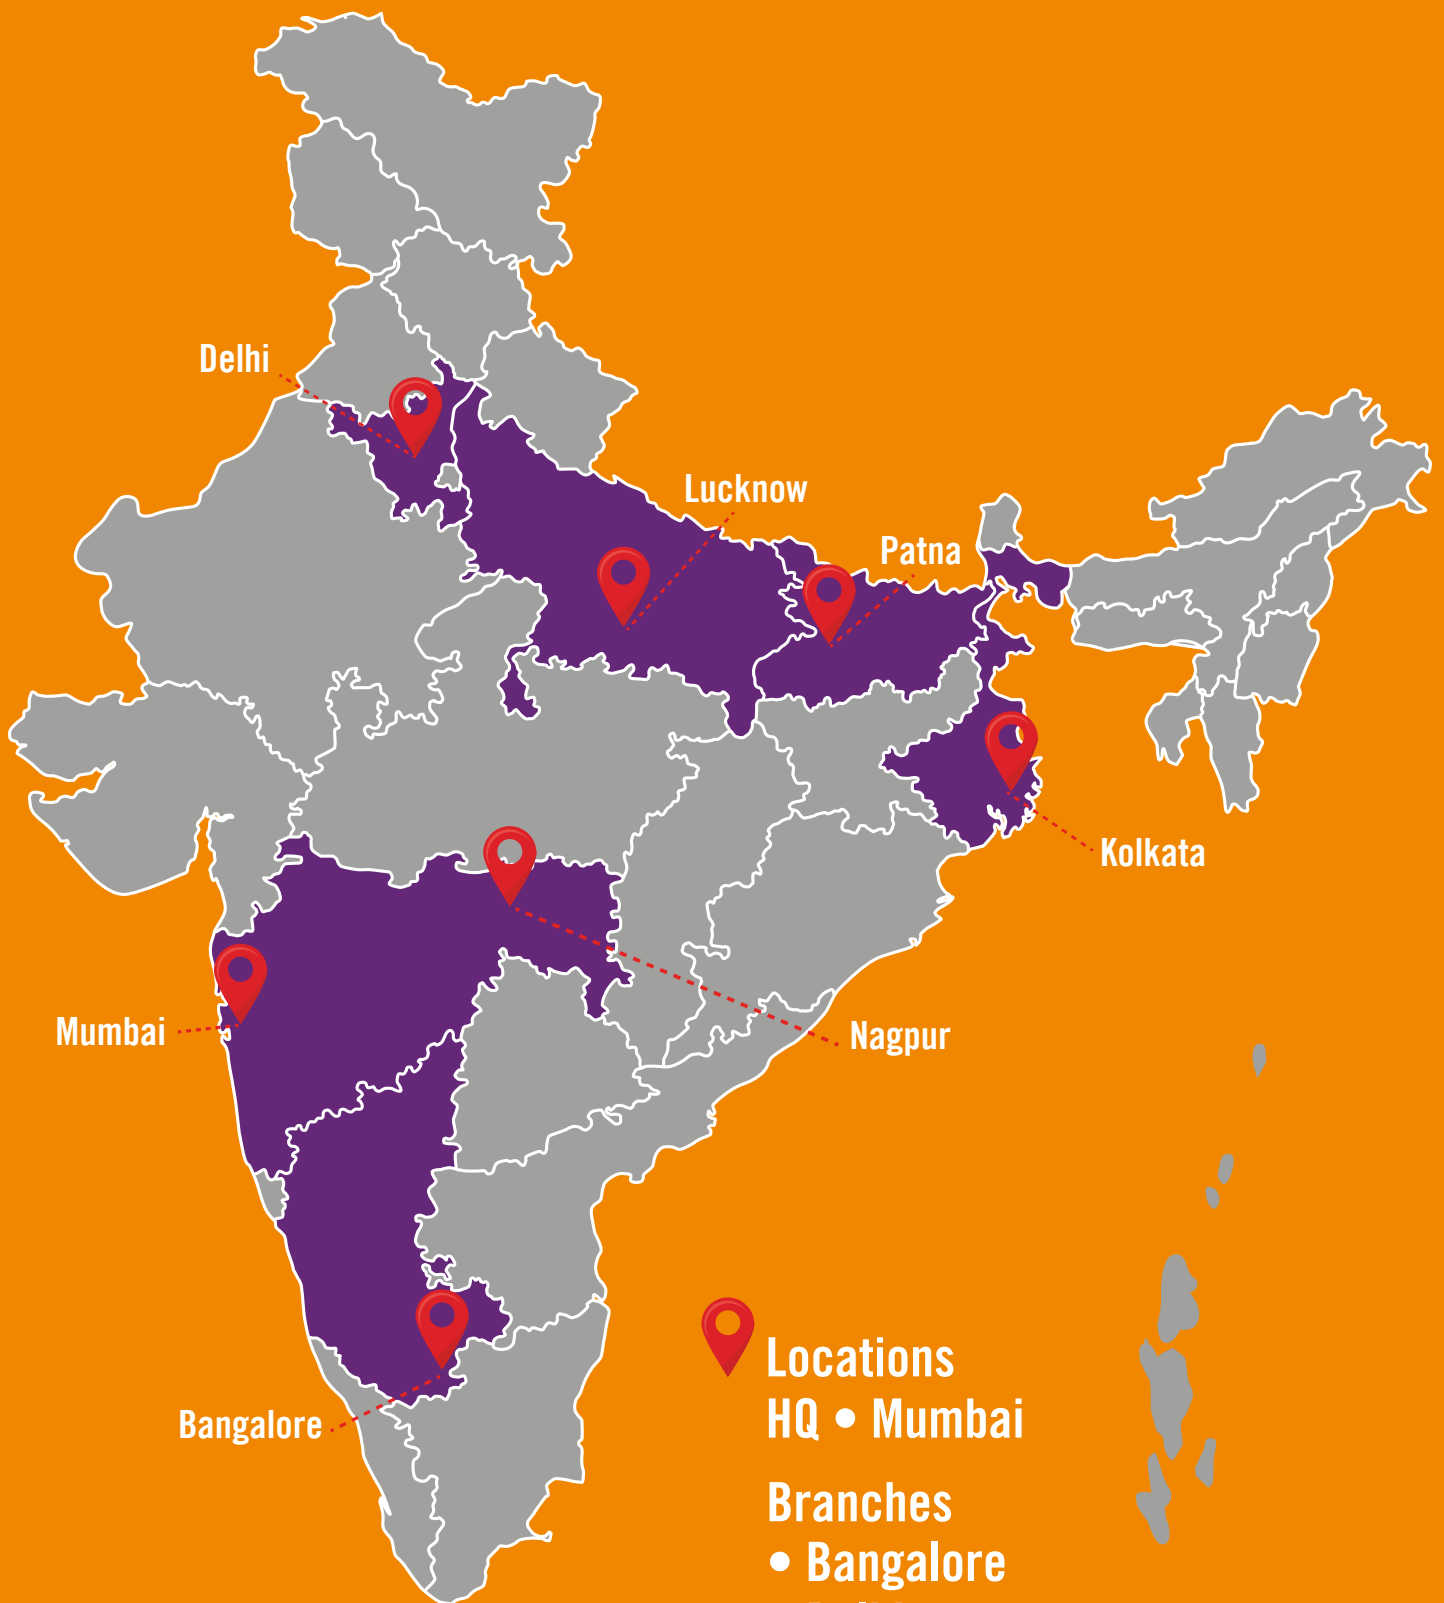 Delhi
Lucknow
Patna
Kolkata
Nagpur
Mumbai
Bangalore
Locations
HQ • Mumbai
Branches
• Bangalore